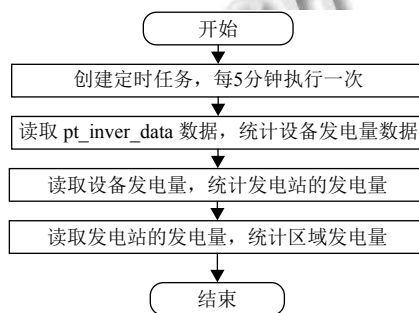 开始
创建定时任务，每5分钟执行一次
读取 pt_inver_data 数据，统计设备发电量数据
读取设备发电量，统计发电站的发电量
读取发电站的发电量，统计区域发电量
结束